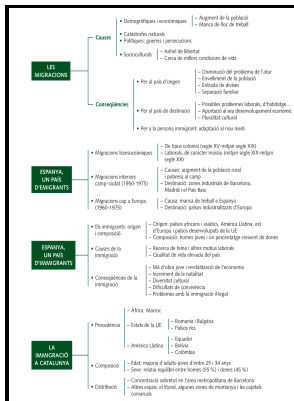 LES
MIGRACIONS
Causes
• Demogràfiques i econòmiques
– Augment de la població
– Manca de lloc de treball
• Catàstrofes naturals
• Polítiques: guerres i persecucions
• Socioculturals
– Anhel de llibertat
– Cerca de millors condicions de vida
Conseqüències
• Per al país d'origen
– Disminució del problema de l'atur
– Envelliment de la població
– Entrada de divises
– Separació familiar
• Per al país de destinació
– Possibles problemes laborals, d'habitatge...
– Aportació al seu desenvolupament econòmic
– Pluralitat cultural
• Per a la persona immigrant: adaptació al nou medi
ESPANYA,
UN PAÍS
D'EMIGRANTS
• Migracions transoceàniques
– De tipus colonial (segle XV-mitjan segle XIX)
– Laborals, de caràcter massiu (mitjan segle XIX-mitjan
segle XX)
• Migracions interiors
camp-ciutat (1950-1975)
– Causes: augment de la població rural
i pobresa al camp
– Destinació: zones industrials de Barcelona,
Madrid i el País Basc
• Migracions cap a Europa
(1960-1975)
– Causa: manca de treball a Espanya
– Destinació: països industrialitzats d'Europa
ESPANYA,
UN PAÍS
D'IMMIGRANTS
• Els immigrants: origen
i composició
– Origen: països africans i asiàtics, Amèrica Llatina, est
d'Europa i països desenvolupats de la UE
– Composició: homes joves i un percentatge creixent de dones
• Causes de la
immigració
– Recerca de feina i altres motius laborals
– Qualitat de vida elevada del país
• Conseqüències de la
immigració
– Mà d'obra jove i revitalització de l'economia
– Increment de la natalitat
– Diversitat cultural
– Dificultats de convivència
– Problemes amb la immigració il·legal
LA
IMMIGRACIÓ
A CATALUNYA
• Procedència
– Àfrica: Marroc
– Estats de la UE
• Romania i Bulgària
• Països rics
– Amèrica Llatina
• Equador
• Bolívia
• Colòmbia
• Composició
– Edat: majoria d'adults-joves d'entre 25 i 34 anys
– Sexe: relatiu equilibri entre homes (55 %) i dones (45 %)
• Distribució
– Concentració sobretot en l'Àrea metropolitana de Barcelona
– Altres espais: el litoral, algunes zones de muntanya i les capitals
comarcals